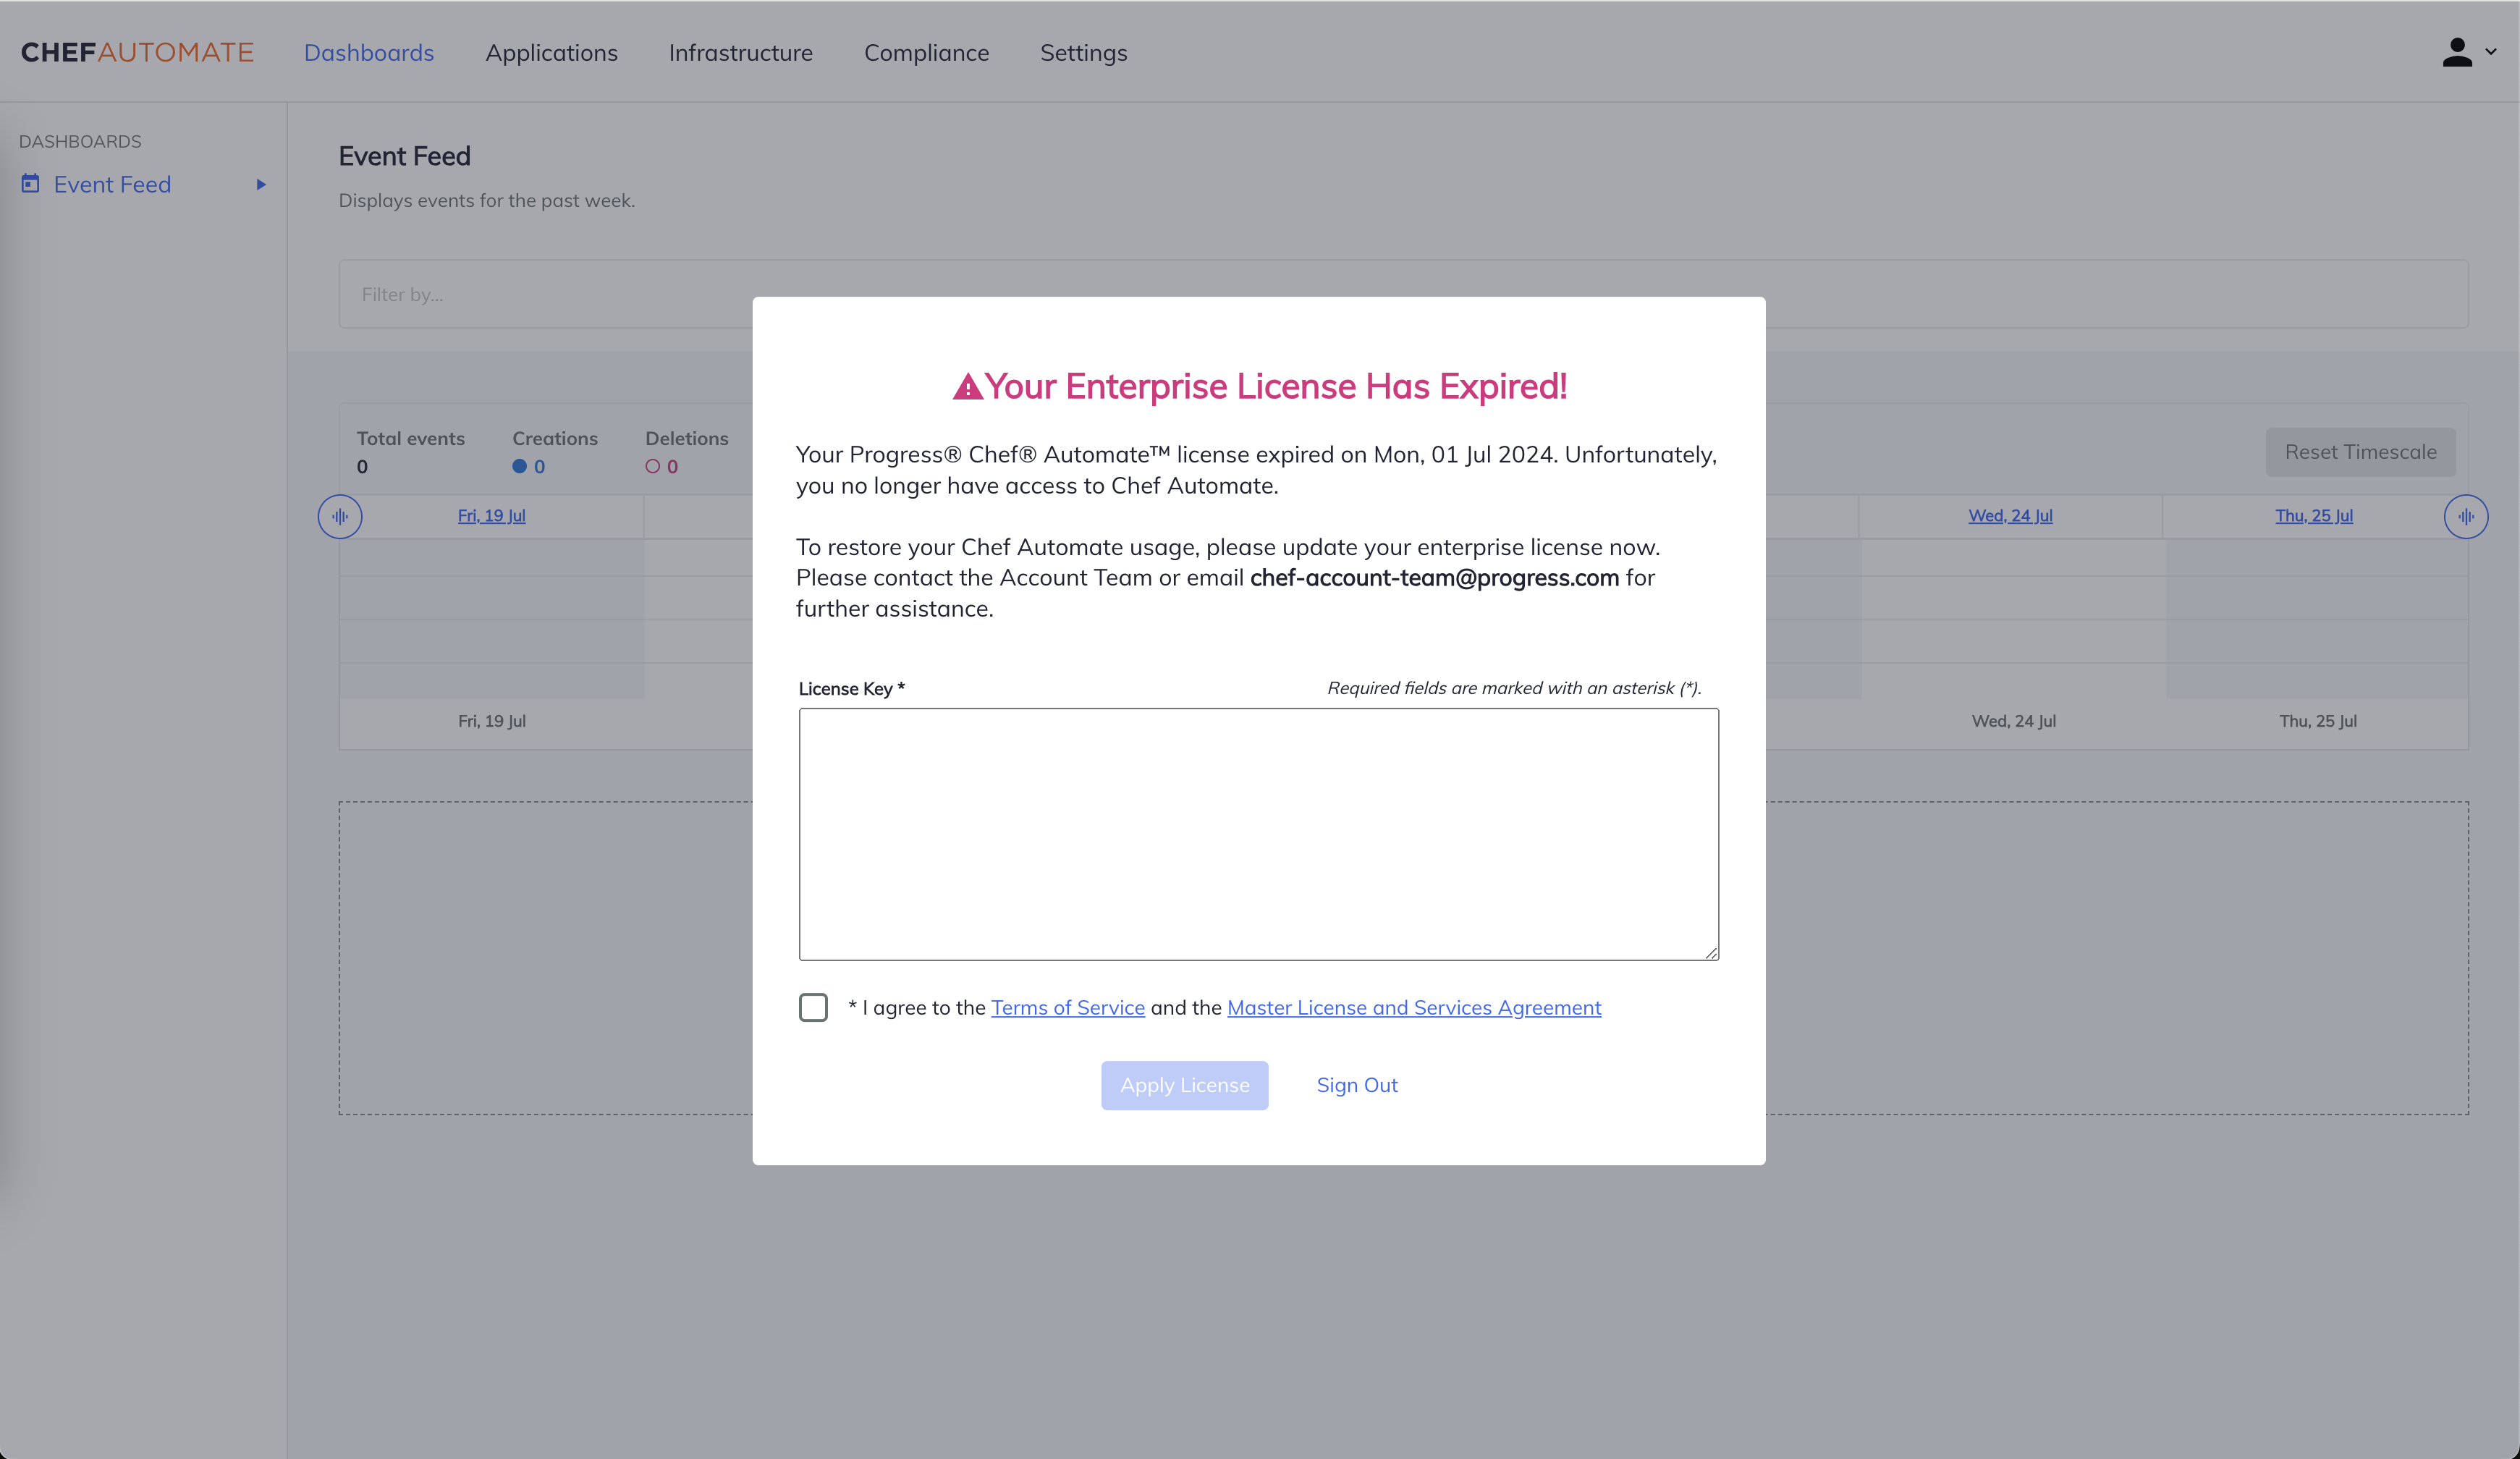 CHEFAUTOMATE
Dashboards
Applications
Infrastructure
Compliance
Settings
DASHBOARDS
Event Feed
Event Feed
Displays events for the past week.
Filter by...
Total events
0
Creations
0
Deletions
0
Reset Timescale
Fri, 19 Jul
Wed, 24 Jul
Thu, 25 Jul
Fri, 19 Jul
Wed, 24 Jul
Thu, 25 Jul
Your Enterprise License Has Expired!
Your Progress® Chef® Automate™ license expired on Mon, 01 Jul 2024. Unfortunately,
you no longer have access to Chef Automate.
To restore your Chef Automate usage, please update your enterprise license now.
Please contact the Account Team or email chef-account-team@progress.com for
further assistance.
License Key *
Required fields are marked with an asterisk (*).
* I agree to the Terms of Service and the Master License and Services Agreement
Apply License
Sign Out